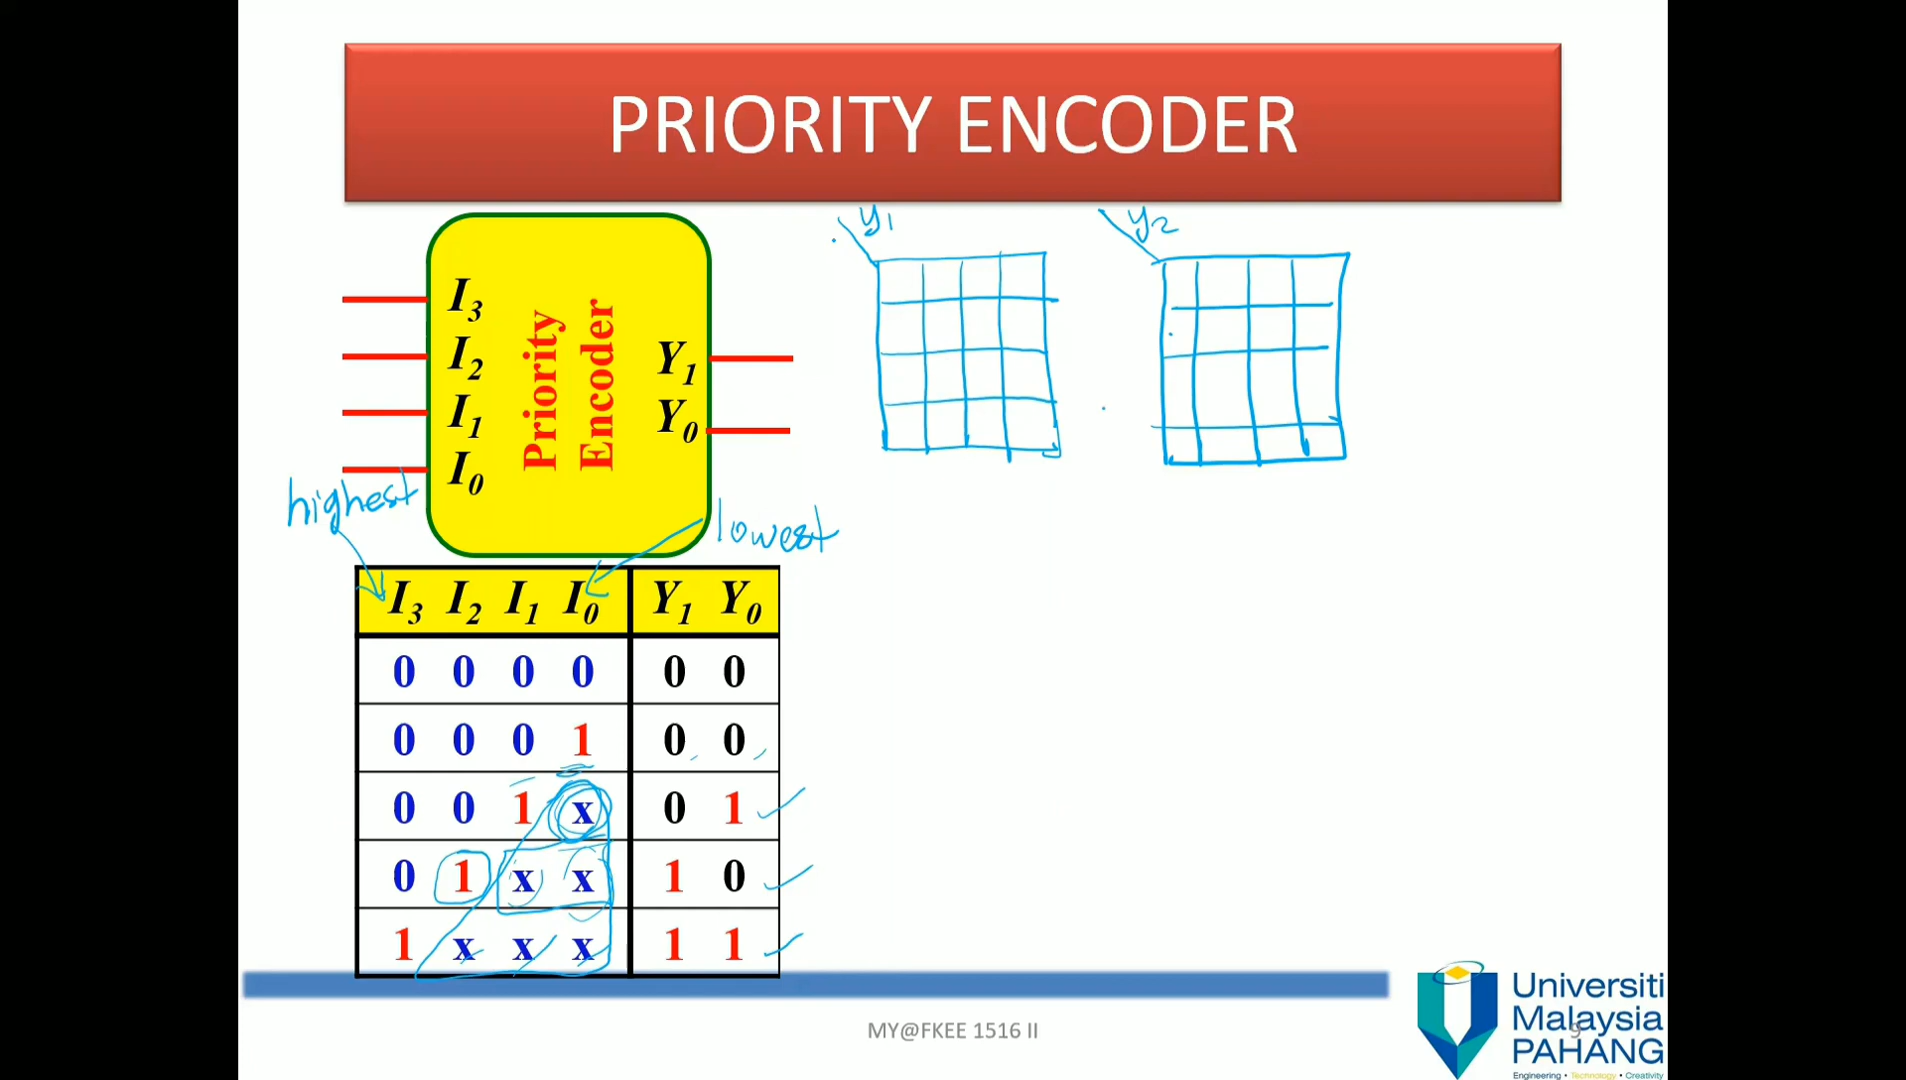 PRIORITY ENCODER
y1
y2
I3
I2
I1
I0
Priority
Encoder
Y1
Y0
highest
lowest
I3 I2 I1 I0 Y1 Y0
0 0 0 0 0 0
0 0 0 1 0 0
0 0 1 x 0 1
0 1 x x 1 0
1 x x x 1 1
MY@FKEE 1516 II
9
Universiti
Malaysia
PAHANG
Engineering • Technology • Creativity